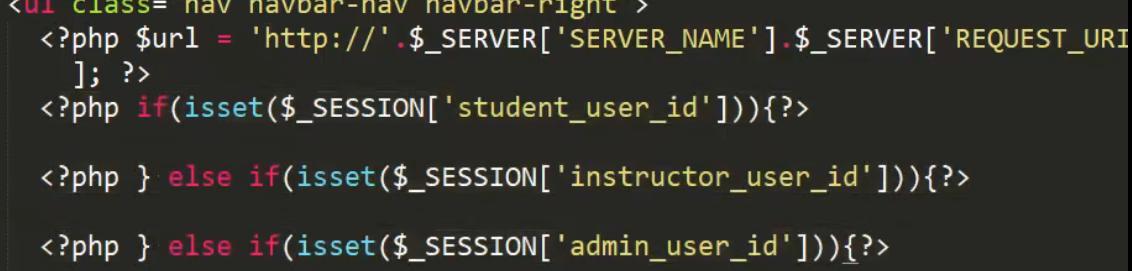 <ul class="nav navbar-nav navbar-right">
<?php $url = 'http://'.$_SERVER['SERVER_NAME'].$_SERVER['REQUEST_URI
]; ?>
<?php if(isset($_SESSION['student_user_id'])){?>
<?php } else if(isset($_SESSION['instructor_user_id'])){?>
<?php } else if(isset($_SESSION['admin_user_id'])){?>